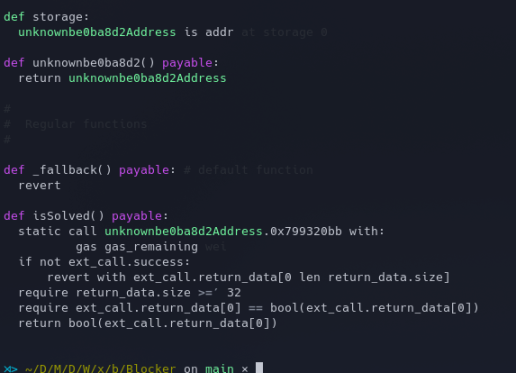 def storage:
  unknownbe0ba8d2Address is addr at storage 0
def unknownbe0ba8d2() payable:
  return unknownbe0ba8d2Address
#
#  Regular functions
#
def _fallback() payable: # default function
  revert
def isSolved() payable:
  static call unknownbe0ba8d2Address.0x799320bb with:
          gas gas_remaining wei
  if not ext_call.success:
      revert with ext_call.return_data[0 len return_data.size]
  require return_data.size >=′ 32
  require ext_call.return_data[0] == bool(ext_call.return_data[0])
  return bool(ext_call.return_data[0])
~/D/M/D/W/x/b/Blocker on main ×